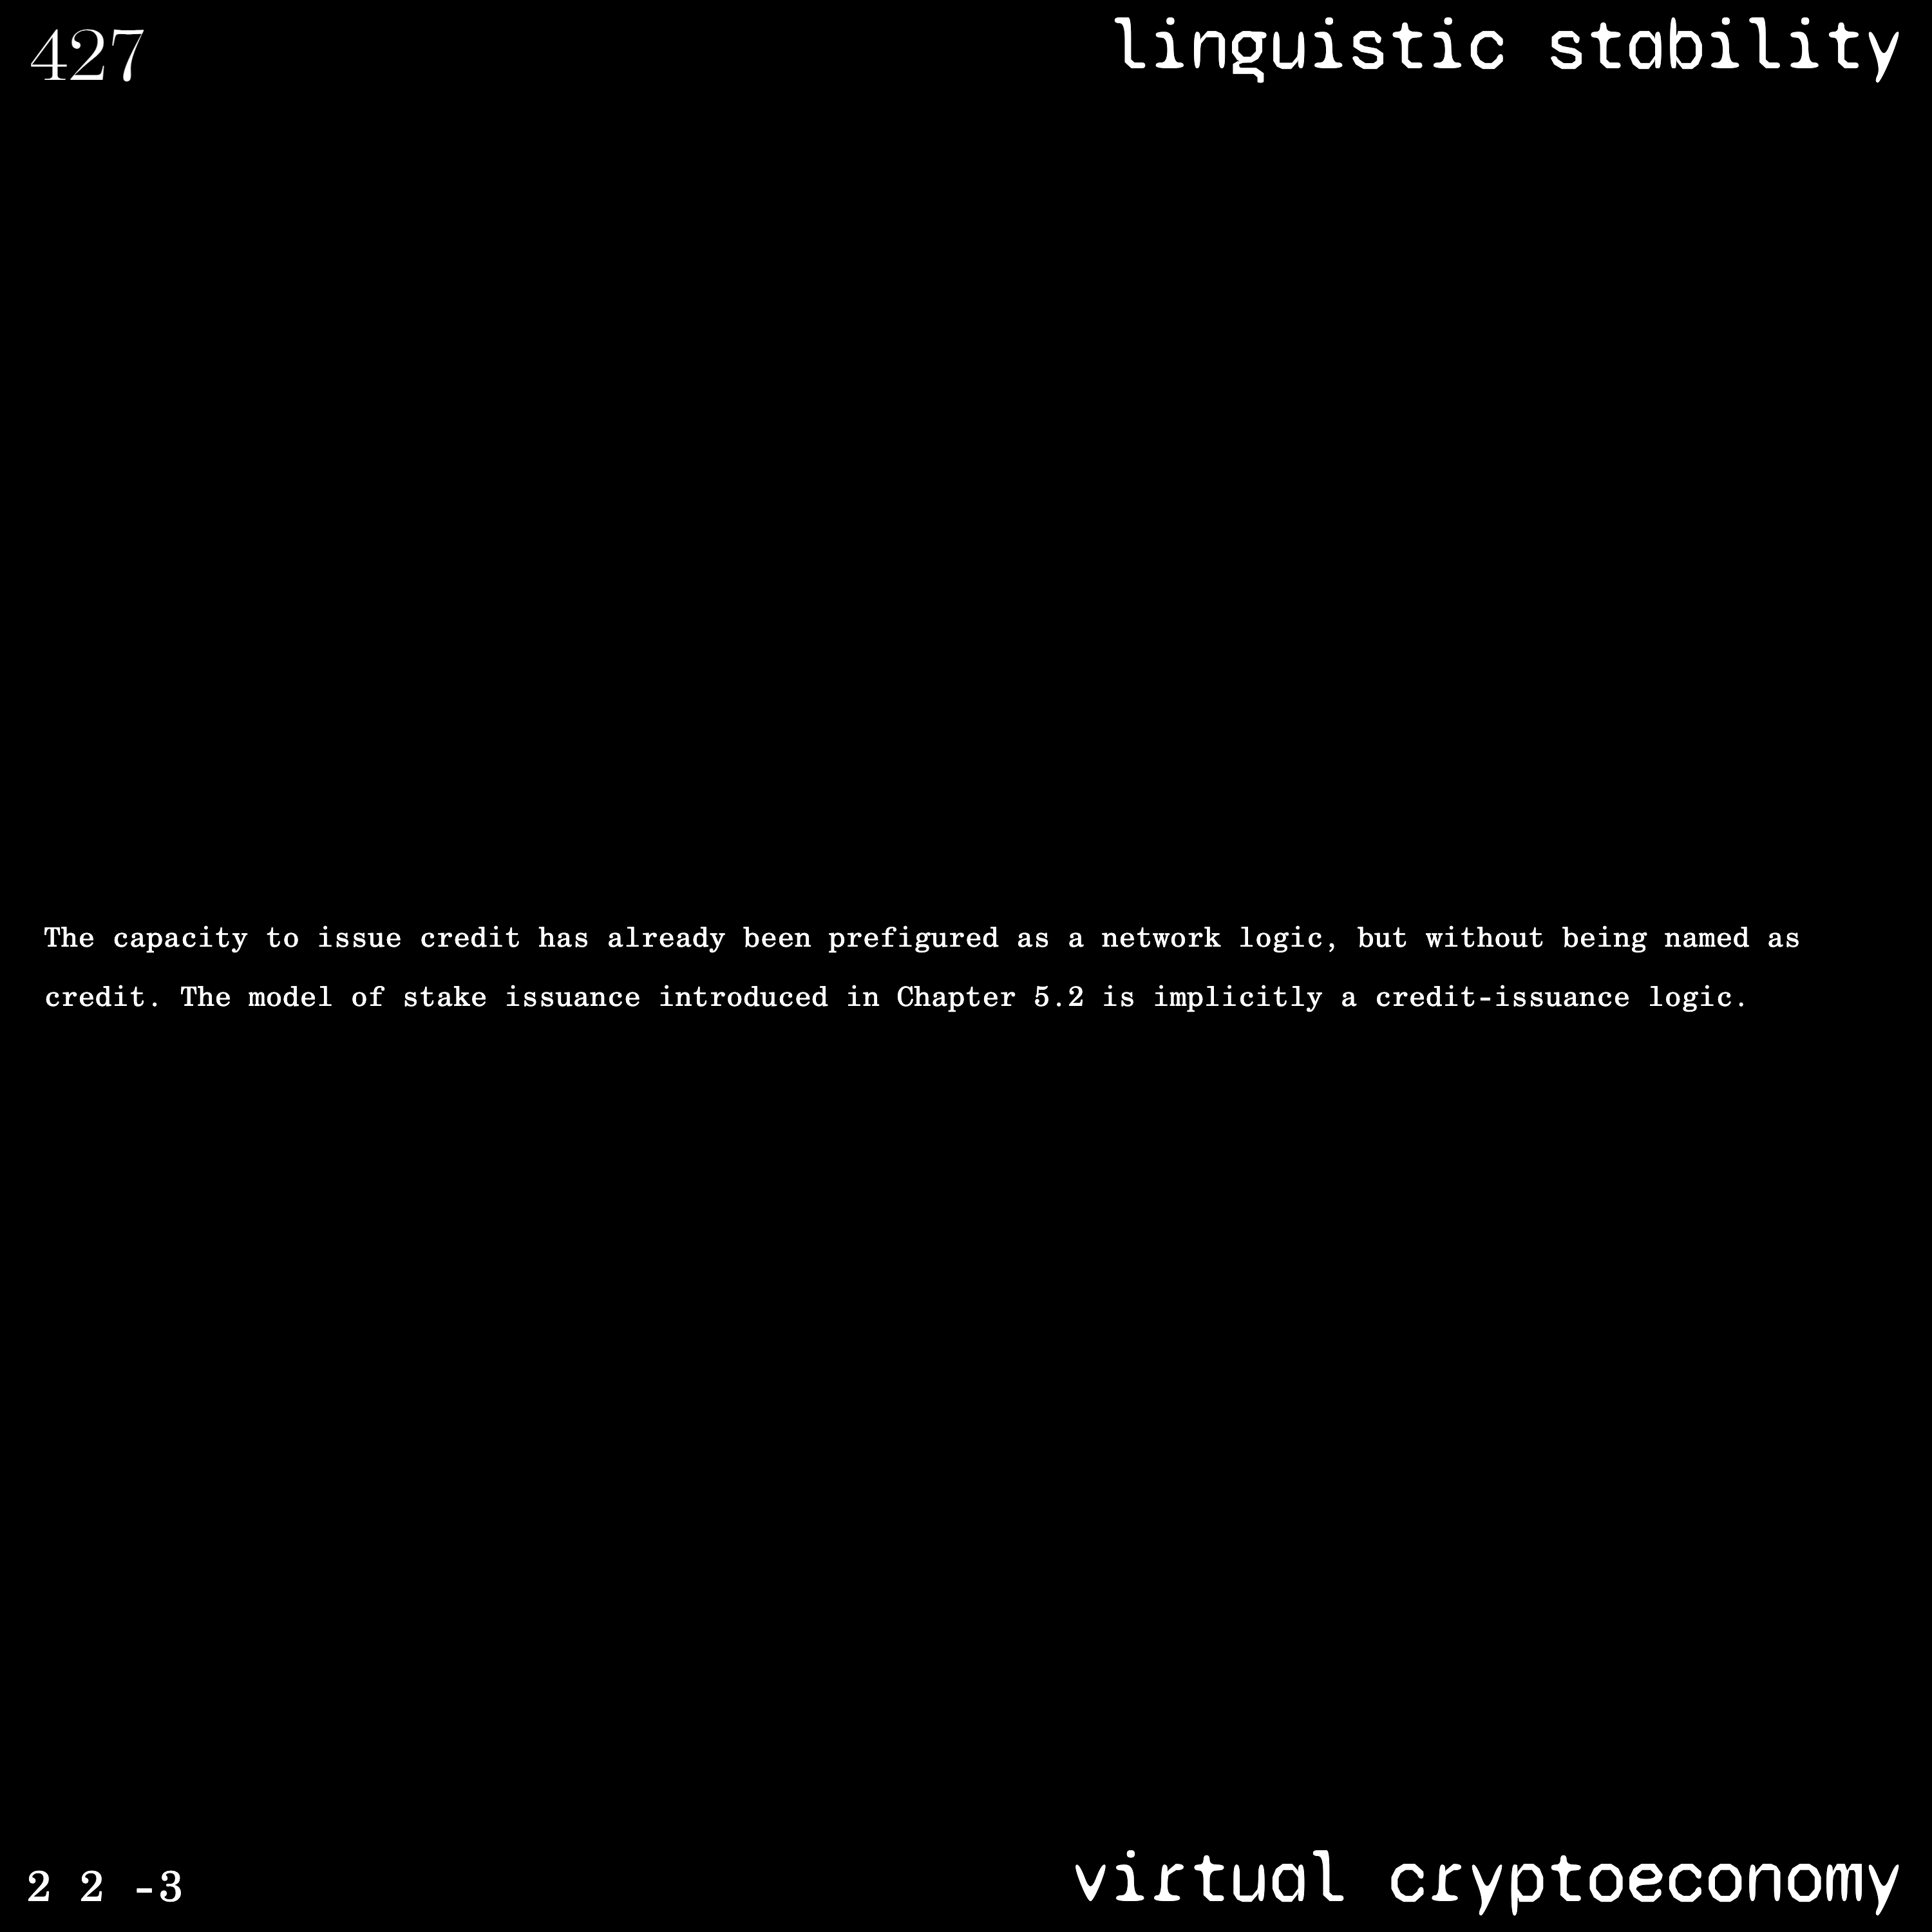 427
linguistic stability
The capacity to issue credit has already been prefigured as a network logic, but without being named as
credit. The model of stake issuance introduced in Chapter 5.2 is implicitly a credit-issuance logic.
2 2 -3
virtual cryptoeconomy